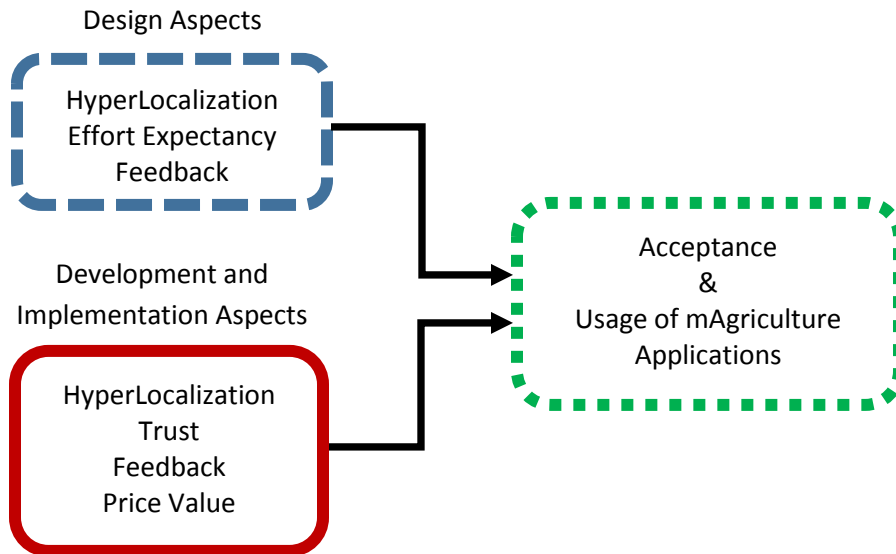 Design Aspects
HyperLocalization
Effort Expectancy
Feedback
Development and
Implementation Aspects
HyperLocalization
Trust
Feedback
Price Value
Acceptance
&
Usage of mAgriculture
Applications